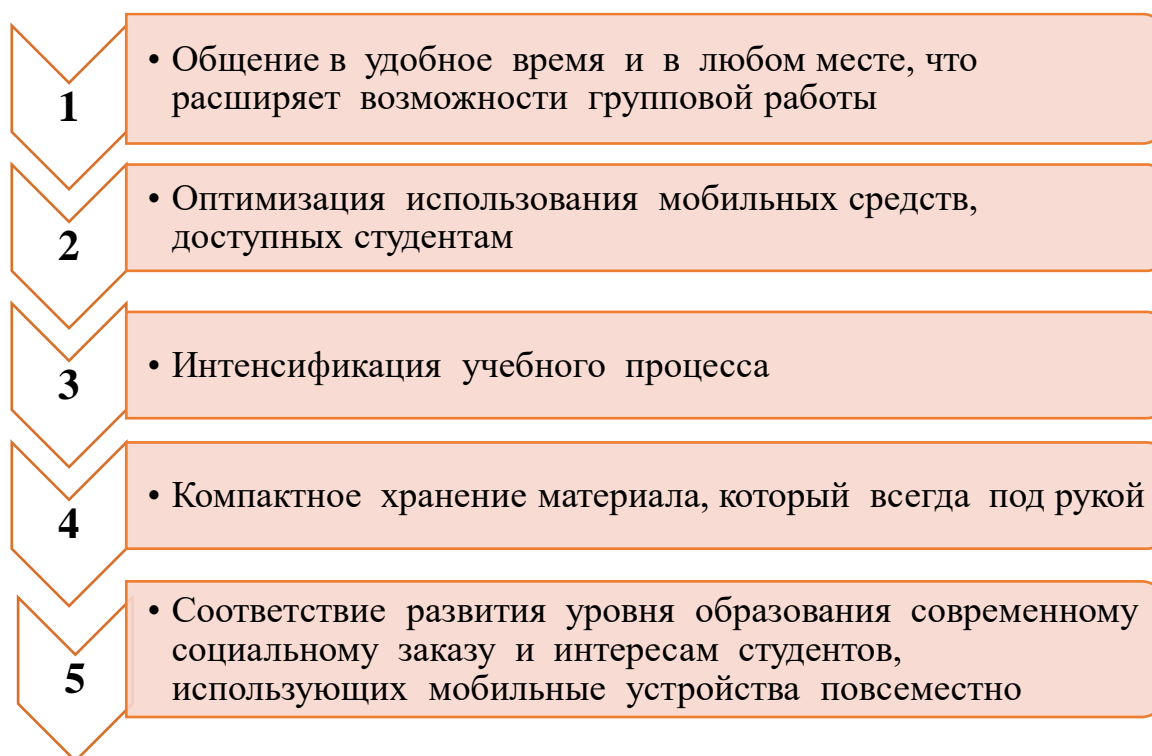 1
• Общение в удобное время и в любом месте, что
расширяет возможности групповой работы
2
• Оптимизация использования мобильных средств,
доступных студентам
3
• Интенсификация учебного процесса
4
• Компактное хранение материала, который всегда под рукой
5
• Соответствие развития уровня образования современному
социальному заказу и интересам студентов,
использующих мобильные устройства повсеместно